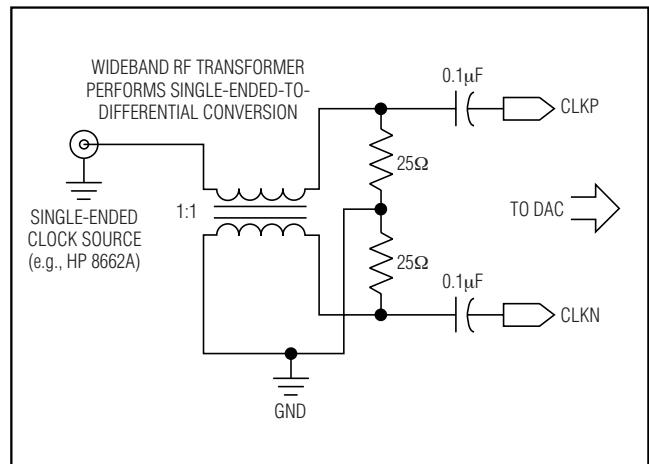 WIDEBAND RF TRANSFORMER
PERFORMS SINGLE-ENDED-TO-
DIFFERENTIAL CONVERSION
0.1µF
CLKP
25Ω
1:1
TO DAC
SINGLE-ENDED
CLOCK SOURCE
(e.g., HP 8662A)
25Ω
0.1µF
CLKN
GND